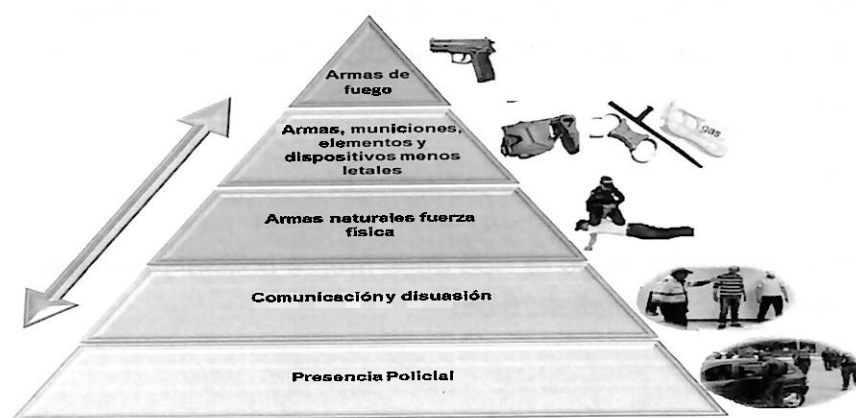 Armas de
fuego
Armas, municiones,
elementos y
dispositivos menos
letales
gas
Armas naturales fuerza
física
Comunicación y disuasión
Presencia Policial